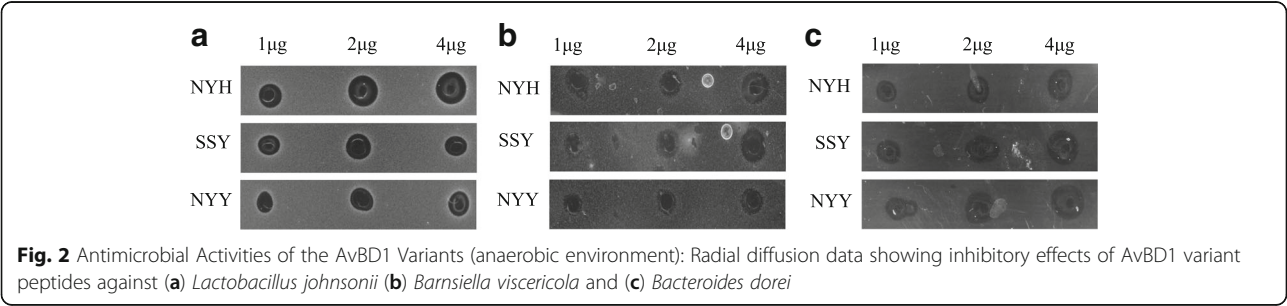 a b c
1μg 2μg 4μg 1μg 2μg 4μg 1μg 2μg 4μg
NYH NYH NYH
SSY SSY SSY
NYY NYY NYY
Fig. 2 Antimicrobial Activities of the AvBD1 Variants (anaerobic environment): Radial diffusion data showing inhibitory effects of AvBD1 variant
peptides against (a) Lactobacillus johnsonii (b) Barnsiella viscericola and (c) Bacteroides dorei